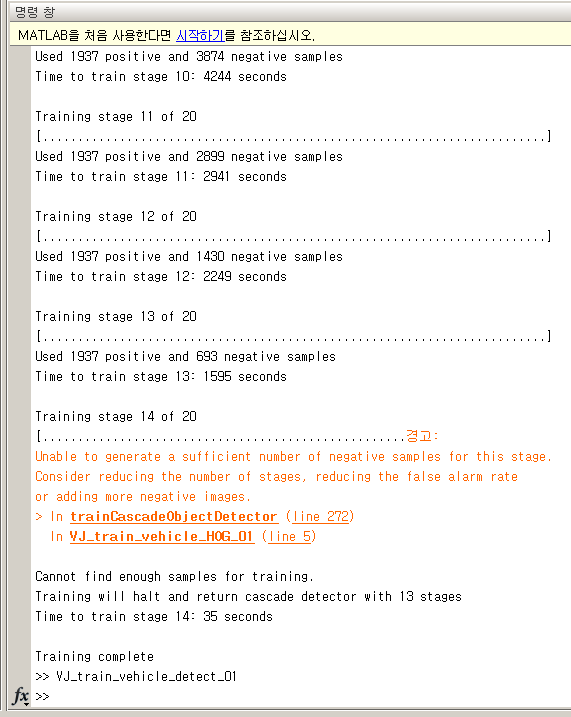 명령 창
MATLAB을 처음 사용한다면 시작하기를 참조하십시오.
Used 1937 positive and 3874 negative samples
Time to train stage 10: 4244 seconds
Training stage 11 of 20
[.........................................................................]
Used 1937 positive and 2899 negative samples
Time to train stage 11: 2941 seconds
Training stage 12 of 20
[.........................................................................]
Used 1937 positive and 1430 negative samples
Time to train stage 12: 2249 seconds
Training stage 13 of 20
[.........................................................................]
Used 1937 positive and 693 negative samples
Time to train stage 13: 1595 seconds
Training stage 14 of 20
[....................................................경고:
Unable to generate a sufficient number of negative samples for this stage.
Consider reducing the number of stages, reducing the false alarm rate
or adding more negative images.
> In trainCascadeObjectDetector (line 272)
In VJ_train_vehicle_HOG_01 (line 5)
Cannot find enough samples for training.
Training will halt and return cascade detector with 13 stages
Time to train stage 14: 35 seconds
Training complete
>> VJ_train_vehicle_detect_01
fx >>